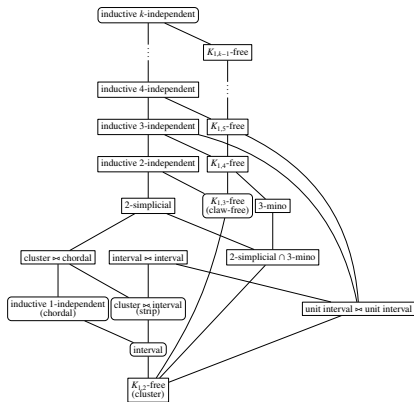 inductive k-independent
K1,k−1-free
inductive 4-independent
inductive 3-independent
K1,5-free
inductive 2-independent
K1,4-free
K1,3-free
(claw-free)
3-mino
2-simplicial
cluster ⋈ chordal
interval ⋈ interval
2-simplicial ∩ 3-mino
inductive 1-independent
(chordal)
cluster ⋈ interval
(strip)
unit interval ⋈ unit interval
interval
K1,2-free
(cluster)